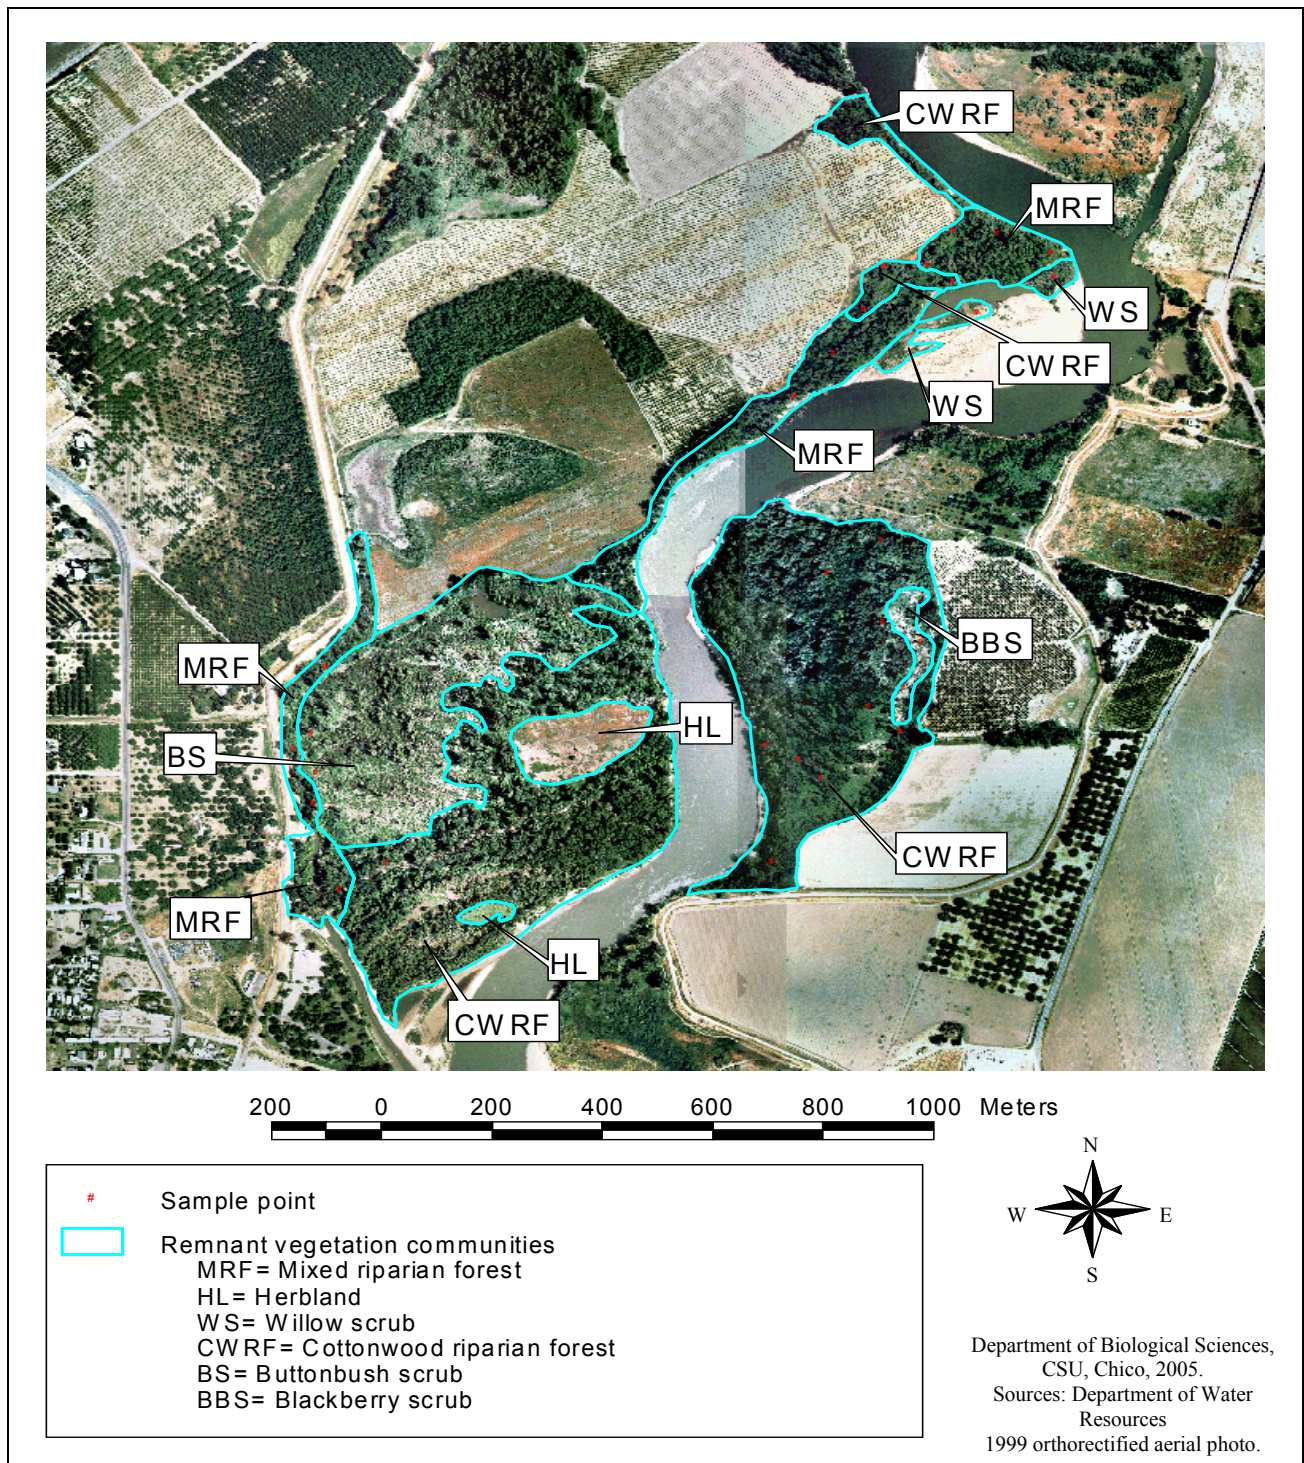 CWRF
MRF
WS
CWRF
WS
MRF
BBS
MRF
HL
BS
CWRF
MRF
HL
CWRF
200 0 200 400 600 800 1000 Meters
N
W E
S
# Sample point
Remnant vegetation communities
MRF= Mixed riparian forest
HL= Herbland
WS= Willow scrub
CWRF= Cottonwood riparian forest
BS= Buttonbush scrub
BBS= Blackberry scrub
Department of Biological Sciences,
CSU, Chico, 2005.
Sources: Department of Water
Resources
1999 orthorectified aerial photo.